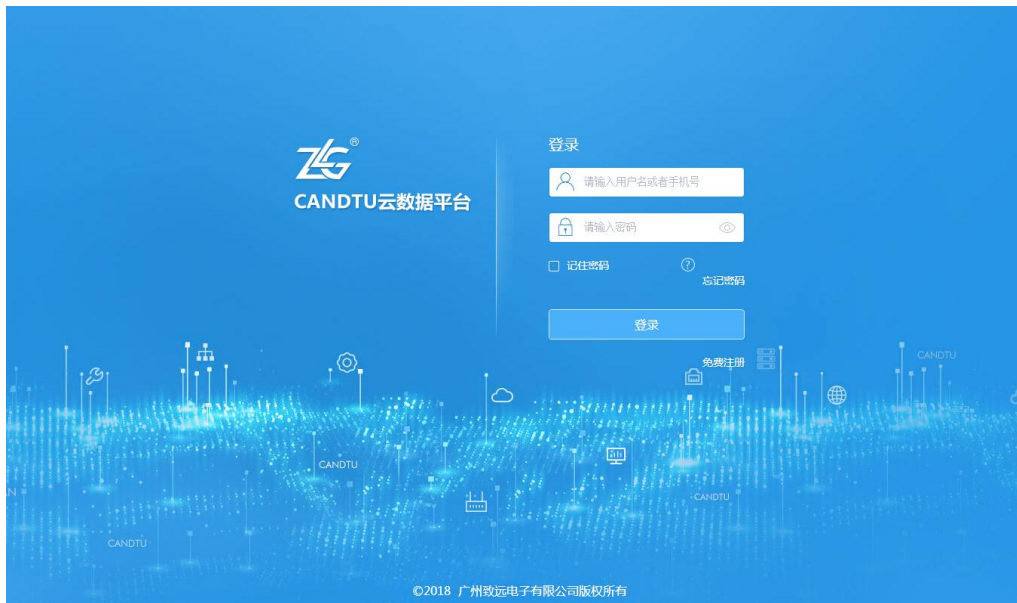 ZLG®
CANDTU云数据平台
登录
请输入用户名或者手机号
请输入密码
记住密码
忘记密码
登录
免费注册
CANDTU
CANDTU
CANDTU
CANDTU
©2018 广州致远电子有限公司版权所有